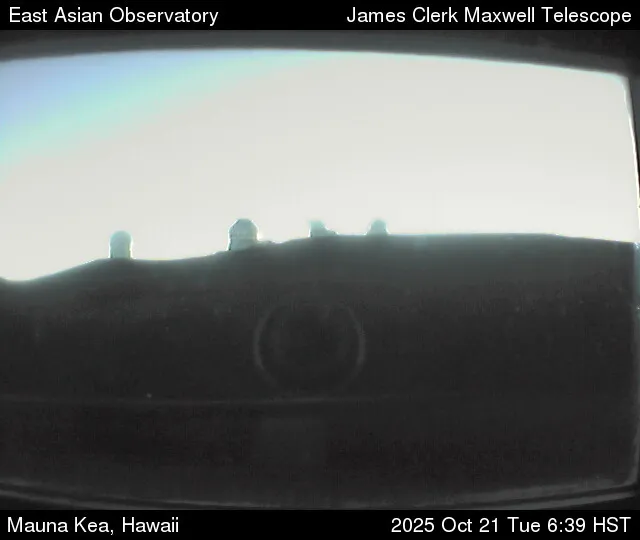 East Asian Observatory
James Clerk Maxwell Telescope
Mauna Kea, Hawaii
2025 Oct 21 Tue 6:39 HST